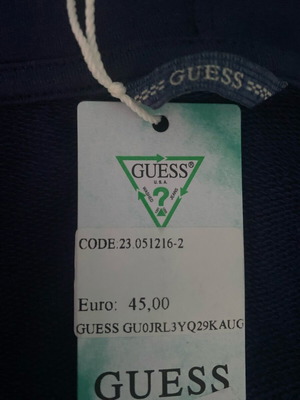 GUESS
GUESS
U.S.A.
?
CODE.23.051216-2
Euro: 45,00
GUESS GU0JRL3YQ29KAUG
GUESS